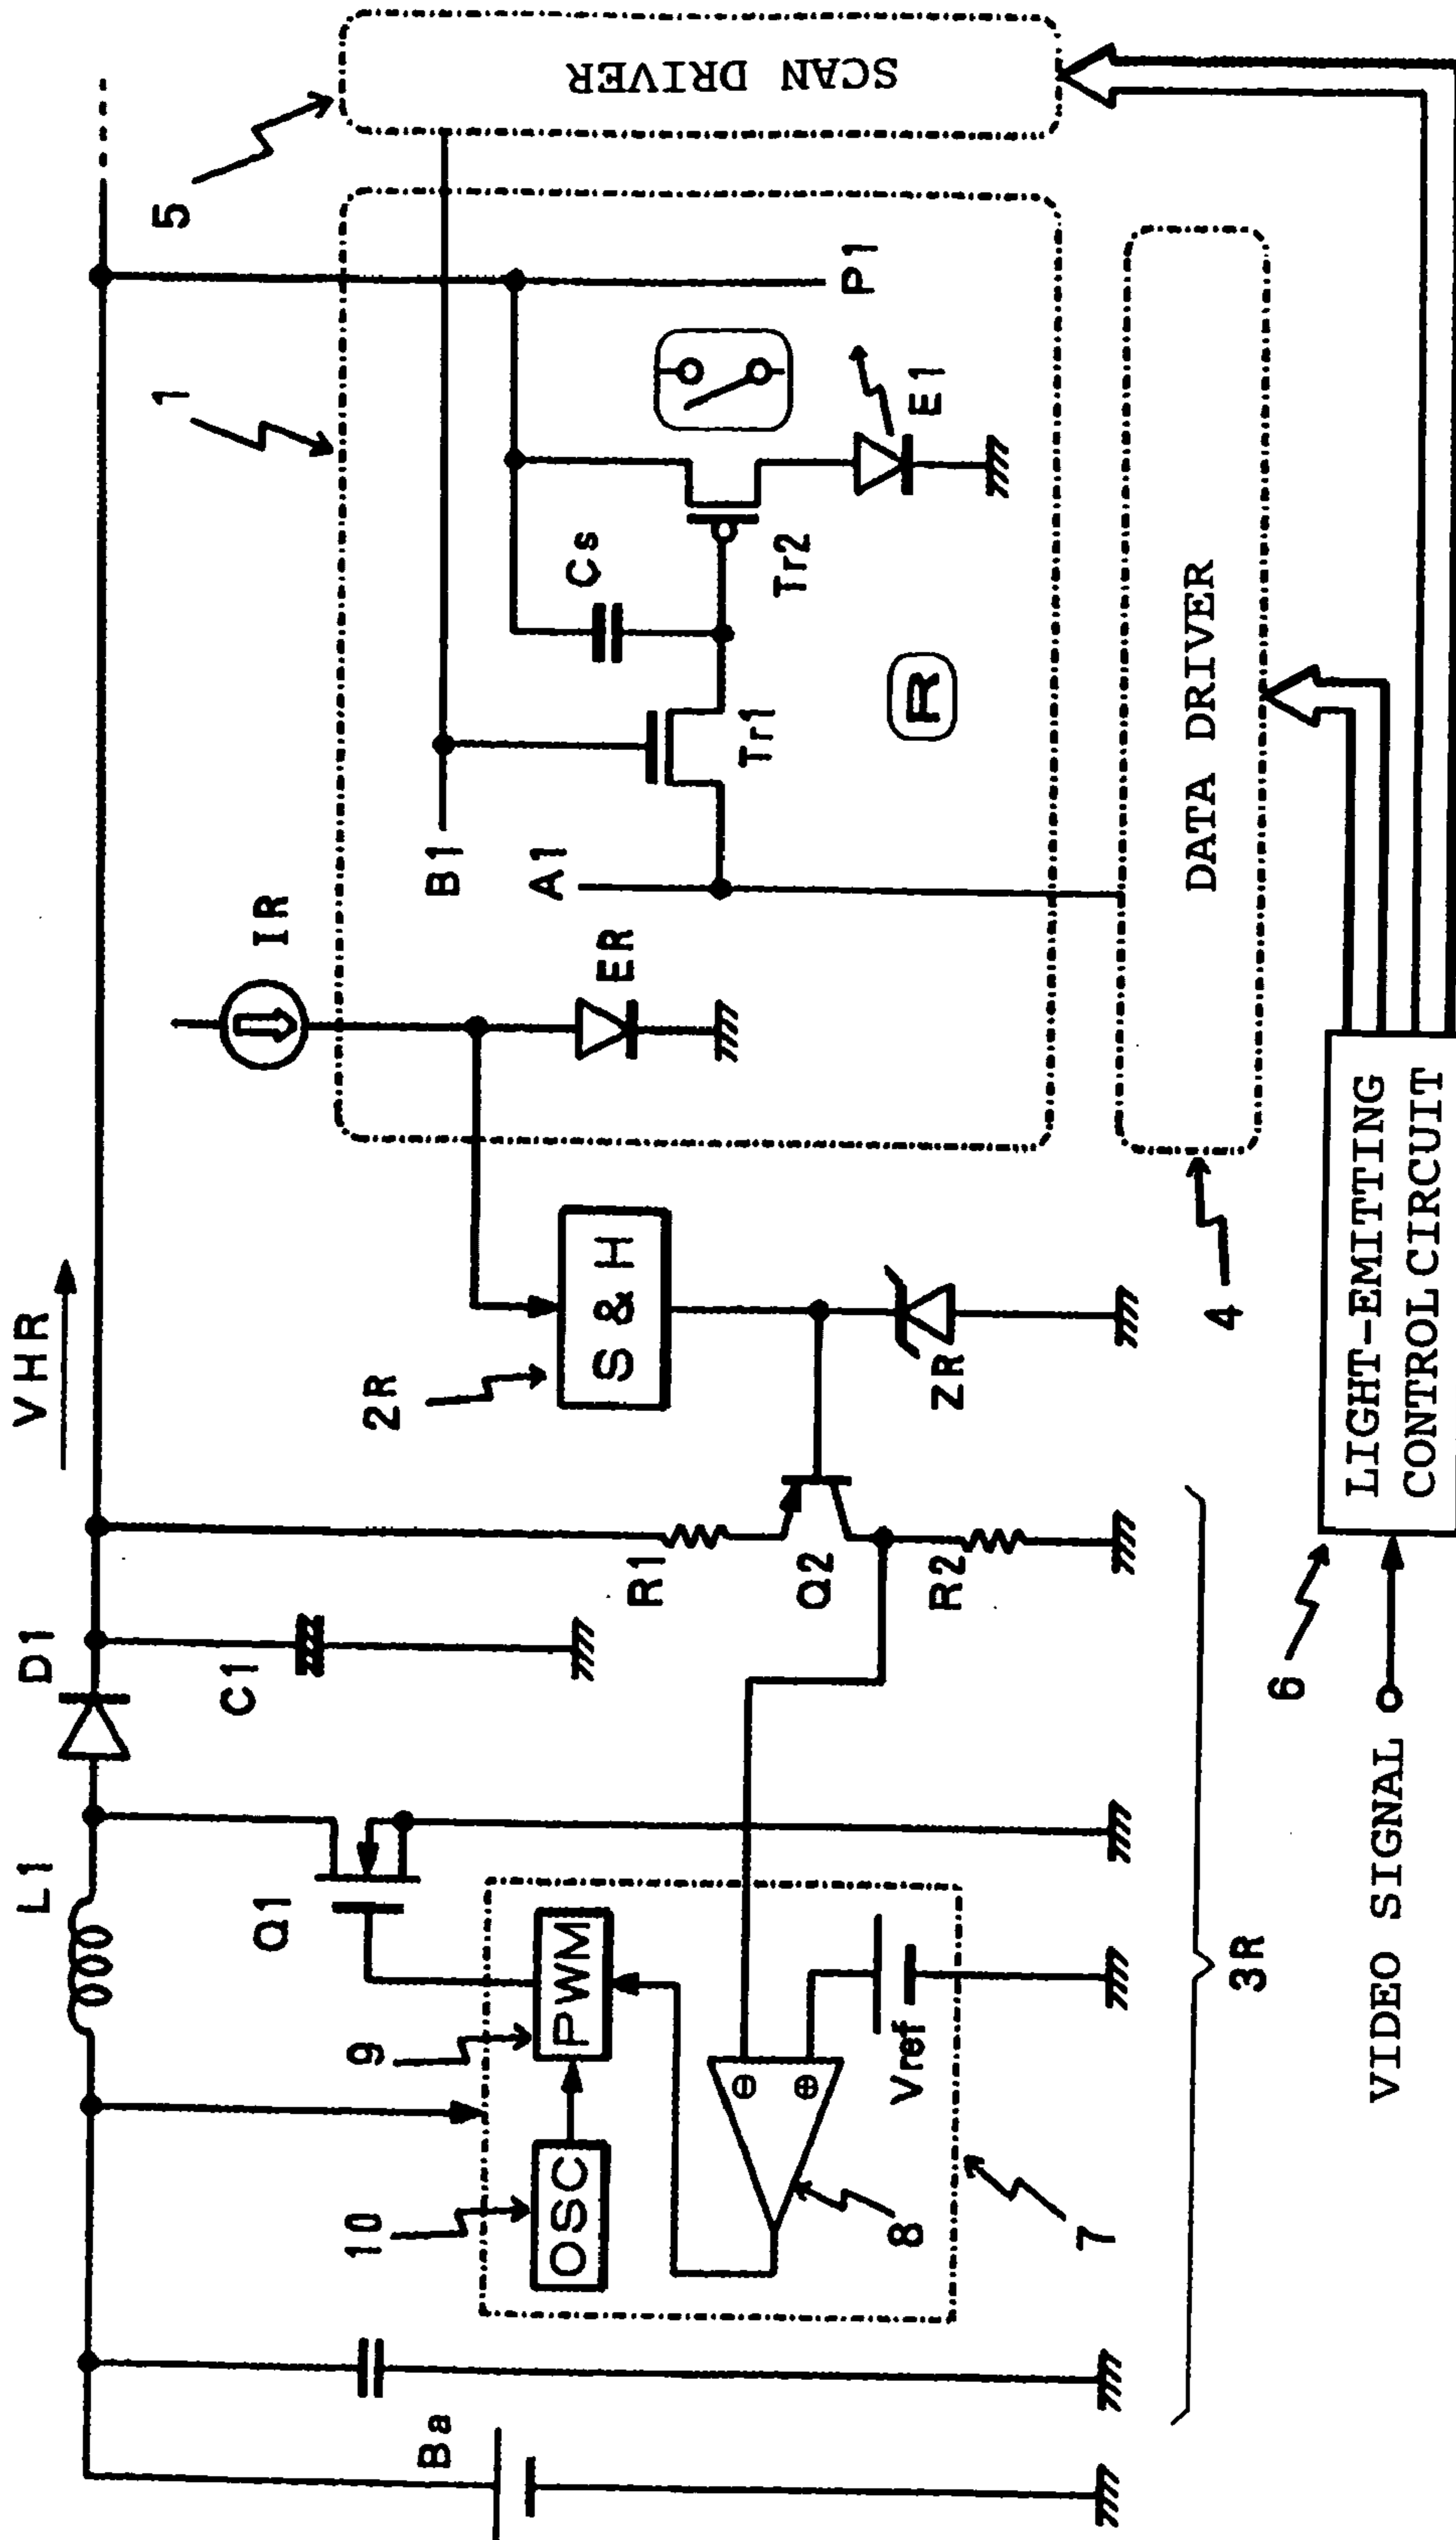 VHR
L1
D1
5
1
IR
C1
Q1
2R
S & H
B1
A1
ER
Cs
SCAN DRIVER
P1
E1
Tr2
Tr1
R
Ba
10
OSC
9
PWM
R1
Q2
R2
ZR
8
Vref
⊖
⊕
7
3R
4
DATA DRIVER
6
LIGHT-EMITTING
CONTROL CIRCUIT
VIDEO SIGNAL